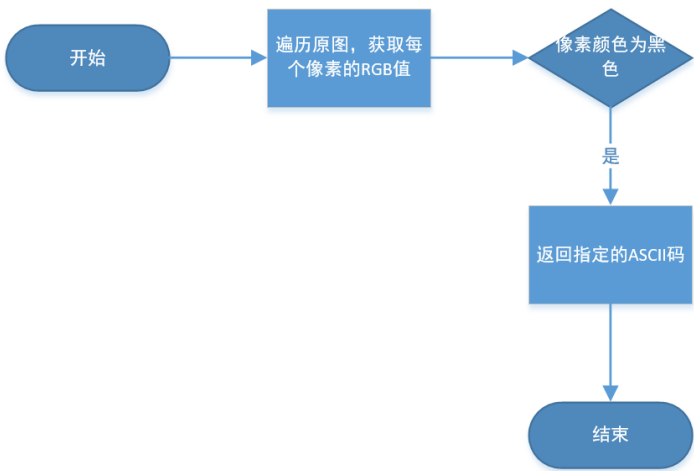 开始
遍历原图，获取每
个像素的RGB值
像素颜色为黑
色
是
返回指定的ASCII码
结束